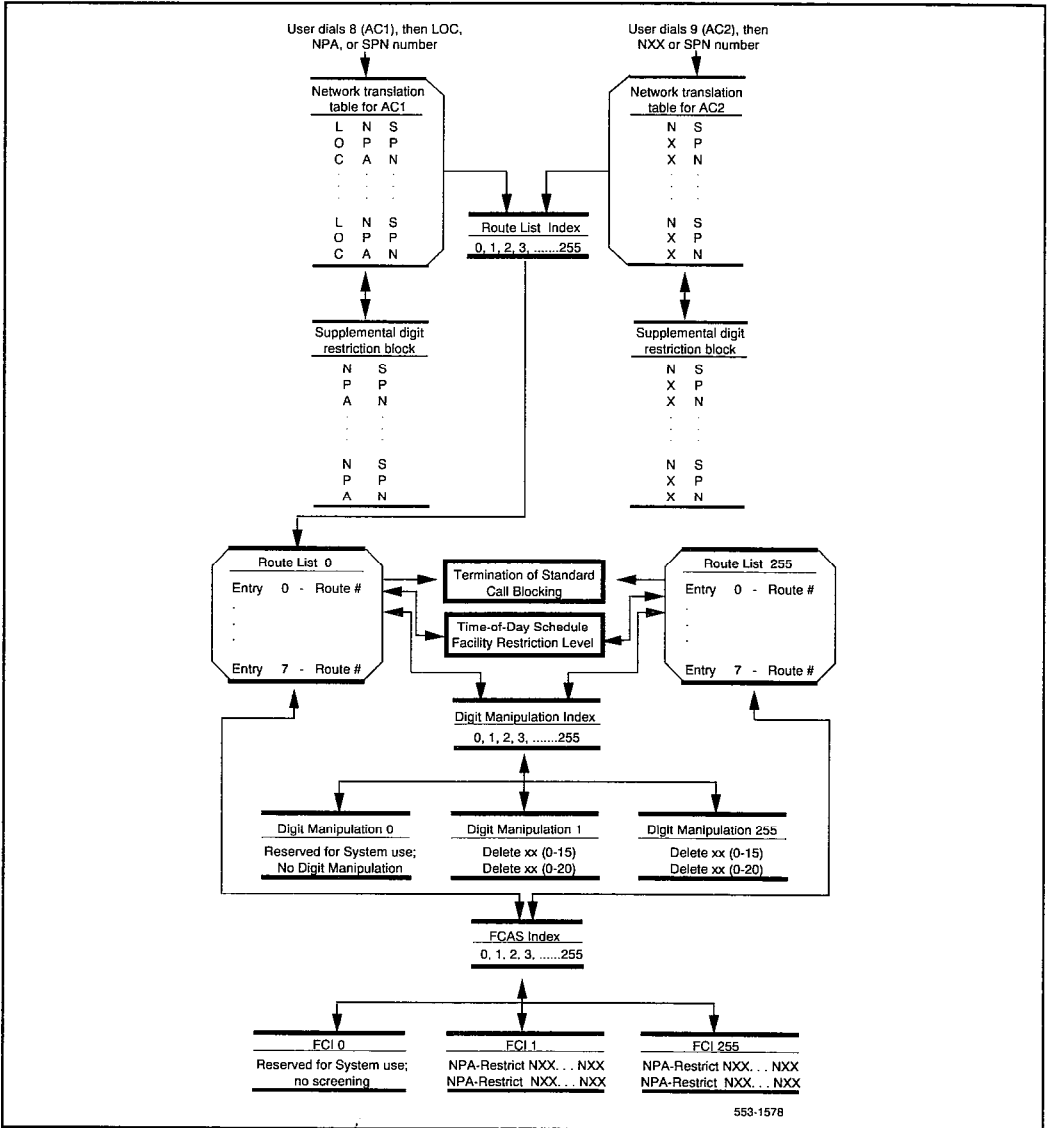 User dials 8 (AC1), then LOC,
NPA, or SPN number
User dials 9 (AC2), then
NXX or SPN number
Network translation
table for AC1
L N S
O P P
C A N
. . .
. . .
L N S
O P P
C A N
Network translation
table for AC2
N S
X P
X N
. .
. .
N S
X P
X N
Route List Index
0, 1, 2, 3, .......255
Supplemental digit
restriction block
N S
P P
A N
. .
. .
N S
P P
A N
Supplemental digit
restriction block
N S
X P
X N
. .
. .
N S
X P
X N
Route List 0
Entry 0 - Route #
.
.
.
Entry 7 - Route #
Termination of Standard
Call Blocking
Time-of-Day Schedule
Facility Restriction Level
Route List 255
Entry 0 - Route #
.
.
.
Entry 7 - Route #
Digit Manipulation Index
0, 1, 2, 3, .......255
Digit Manipulation 0
Reserved for System use;
No Digit Manipulation
Digit Manipulation 1
Delete xx (0-15)
Delete xx (0-20)
Digit Manipulation 255
Delete xx (0-15)
Delete xx (0-20)
FCAS Index
0, 1, 2, 3, ......255
FCI 0
Reserved for System use;
no screening
FCI 1
NPA-Restrict NXX. . . NXX
NPA-Restrict NXX. . . NXX
FCI 255
NPA-Restrict NXX. . . NXX
NPA-Restrict NXX. . . NXX
553-1578